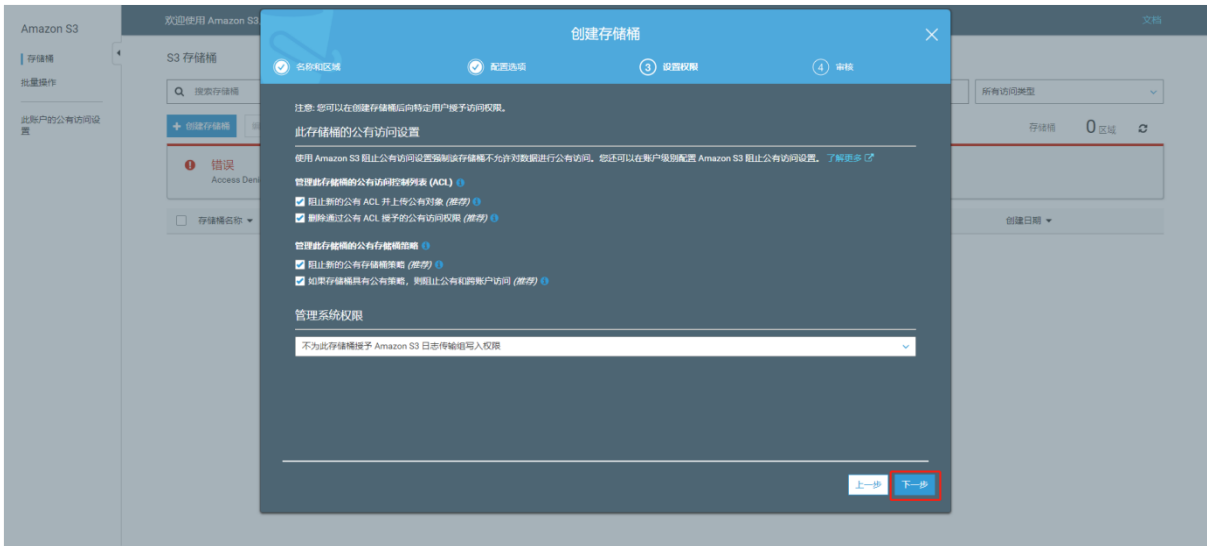 Amazon S3
存储桶
批量操作
此账户的公有访问设
置
欢迎使用 Amazon S3
文档
S3 存储桶
搜索存储桶
所有访问类型
+ 创建存储桶
存储桶
0 区域
错误
Access Deni
存储桶名称
创建日期
创建存储桶
名称和区域
配置选项
3 设置权限
4 审核
注意: 您可以在创建存储桶后向特定用户授予访问权限。
此存储桶的公有访问设置
使用 Amazon S3 阻止公有访问设置强制该存储桶不允许对数据进行公有访问。您还可以在账户级别配置 Amazon S3 阻止公有访问设置。 了解更多
管理此存储桶的公有访问控制列表 (ACL)
阻止新的公有 ACL 并上传公有对象 (推荐)
删除通过公有 ACL 授予的公有访问权限 (推荐)
管理此存储桶的公有存储桶策略
阻止新的公有存储桶策略 (推荐)
如果存储桶具有公有策略，则阻止公有和跨账户访问 (推荐)
管理系统权限
不为此存储桶授予 Amazon S3 日志传输组写入权限
上一步
下一步